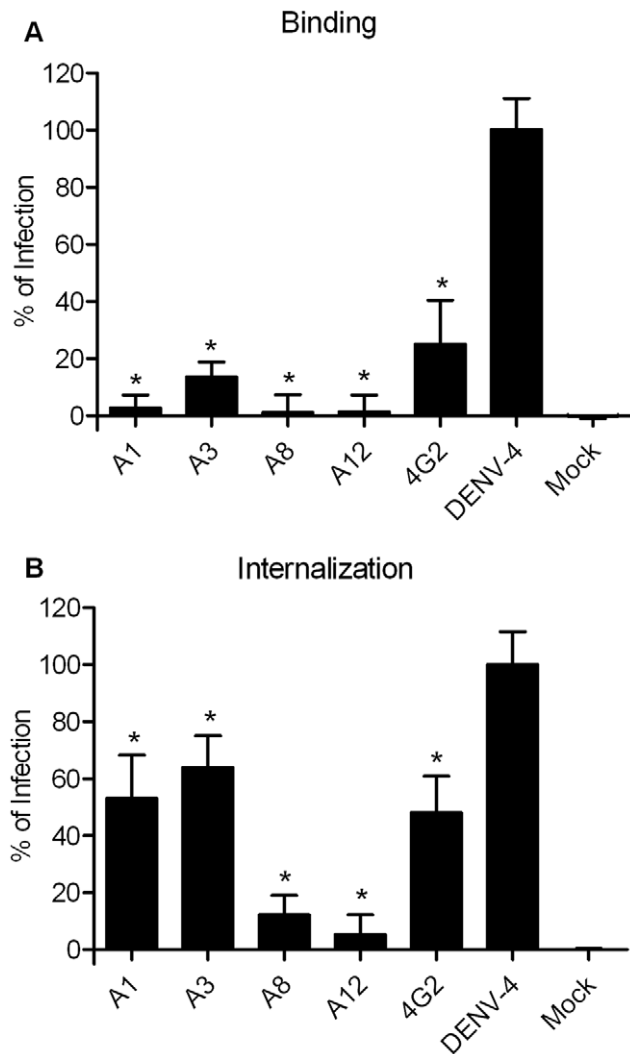 A
Binding
% of Infection
120
100
80
60
40
20
0
*
*
*
*
*
A1
A3
A8
A12
4G2
DENV-4
Mock
B
Internalization
% of Infection
120
100
80
60
40
20
0
*
*
*
*
*
A1
A3
A8
A12
4G2
DENV-4
Mock